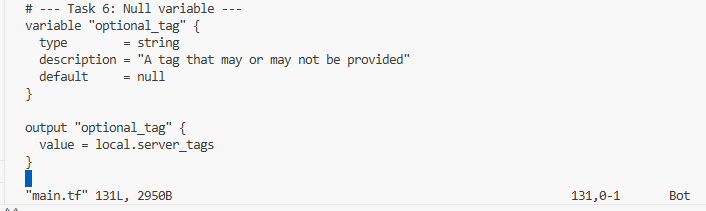 # --- Task 6: Null variable ---
variable "optional_tag" {
  type        = string
  description = "A tag that may or may not be provided"
  default     = null
}

output "optional_tag" {
  value = local.server_tags
}
"main.tf" 131L, 2950B 131,0-1 Bot